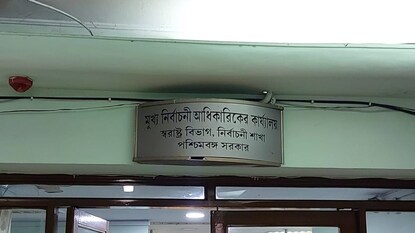 মুখ্য নির্বাচনী আধিকারিকের কার্য্যালয়
স্বরাষ্ট্র বিভাগ, নির্বাচনী শাখা
পশ্চিমবঙ্গ সরকার